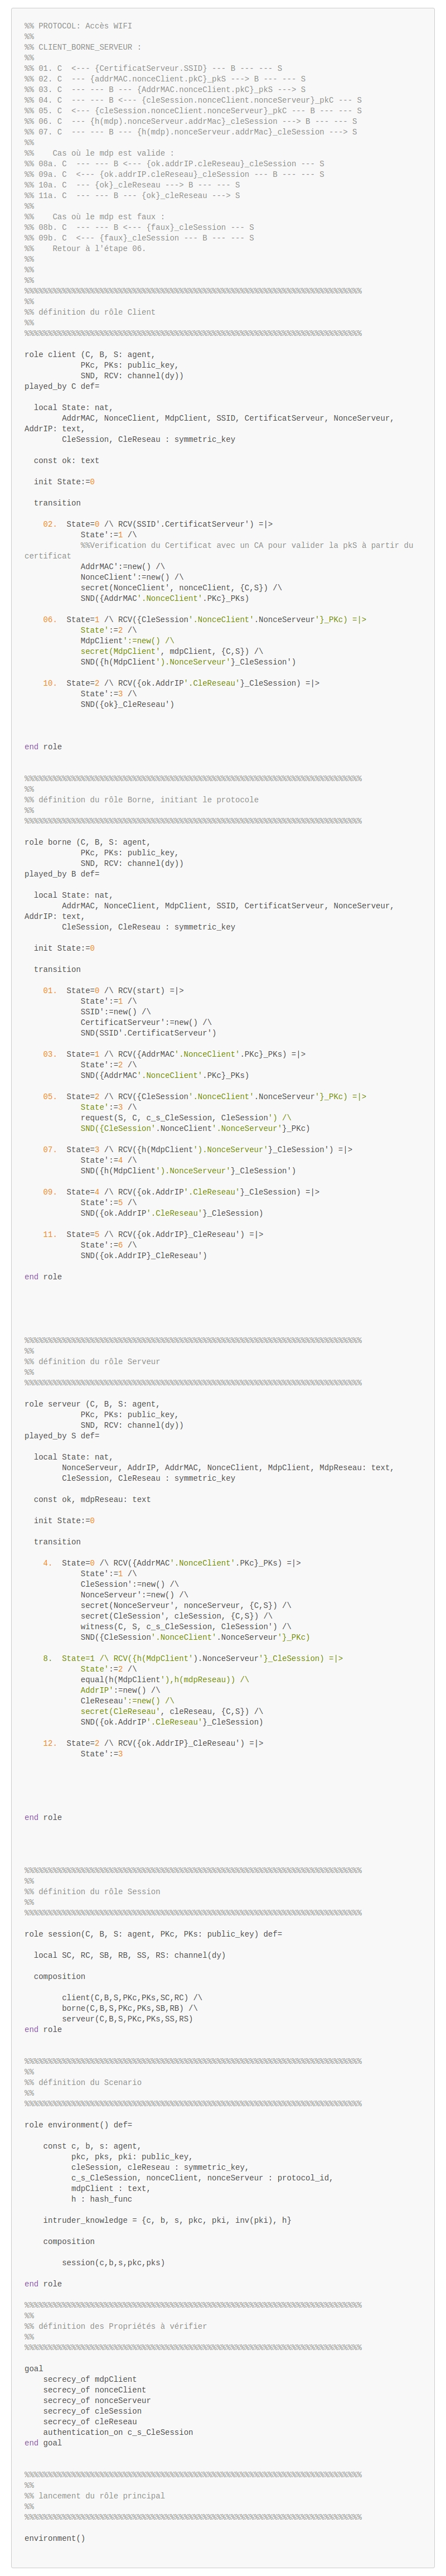 %% PROTOCOL: Accès WIFI
%%
%% CLIENT_BORNE_SERVEUR :
%%
%% 01. C  <--- {CertificatServeur.SSID} --- B --- --- S
%% 02. C  --- {addrMAC.nonceClient.pkC}_pkS ---> B --- --- S
%% 03. C  --- --- B --- {AddrMAC.nonceClient.pkC}_pkS ---> S
%% 04. C  --- --- B <--- {cleSession.nonceClient.nonceServeur}_pkC --- S
%% 05. C  <--- {cleSession.nonceClient.nonceServeur}_pkC --- B --- --- S
%% 06. C  --- {h(mdp).nonceServeur.addrMac}_cleSession ---> B --- --- S
%% 07. C  --- --- B --- {h(mdp).nonceServeur.addrMac}_cleSession ---> S
%%
%%    Cas où le mdp est valide :
%% 08a. C  --- --- B <--- {ok.addrIP.cleReseau}_cleSession --- S
%% 09a. C  <--- {ok.addrIP.cleReseau}_cleSession --- B --- --- S
%% 10a. C  --- {ok}_cleReseau ---> B --- --- S
%% 11a. C  --- --- B --- {ok}_cleReseau ---> S
%%
%%    Cas où le mdp est faux :
%% 08b. C  --- --- B <--- {faux}_cleSession --- S
%% 09b. C  <--- {faux}_cleSession --- B --- --- S
%%    Retour à l'étape 06.
%%
%%
%%
%%%%%%%%%%%%%%%%%%%%%%%%%%%%%%%%%%%%%%%%%%%%%%%%%%%%%%%%%%%%%%%%%%%%%%%%%%
%%
%% définition du rôle Client
%%
%%%%%%%%%%%%%%%%%%%%%%%%%%%%%%%%%%%%%%%%%%%%%%%%%%%%%%%%%%%%%%%%%%%%%%%%%%
role client (C, B, S: agent,
            PKc, PKs: public_key,
            SND, RCV: channel(dy))
played_by C def=
  local State: nat,
        AddrMAC, NonceClient, MdpClient, SSID, CertificatServeur, NonceServeur,
AddrIP: text,
        CleSession, CleReseau : symmetric_key
  const ok: text
  init State:=0
  transition
    02.  State=0 /\ RCV(SSID'.CertificatServeur') =|>
            State':=1 /\
            %%Verification du Certificat avec un CA pour valider la pkS à partir du
certificat
            AddrMAC':=new() /\
            NonceClient':=new() /\
            secret(NonceClient', nonceClient, {C,S}) /\
            SND({AddrMAC'.NonceClient'.PKc}_PKs)
    06.  State=1 /\ RCV({CleSession'.NonceClient'.NonceServeur'}_PKc) =|>
            State':=2 /\
            MdpClient':=new() /\
            secret(MdpClient', mdpClient, {C,S}) /\
            SND({h(MdpClient').NonceServeur'}_CleSession')
    10.  State=2 /\ RCV({ok.AddrIP'.CleReseau'}_CleSession) =|>
            State':=3 /\
            SND({ok}_CleReseau')
end role
%%%%%%%%%%%%%%%%%%%%%%%%%%%%%%%%%%%%%%%%%%%%%%%%%%%%%%%%%%%%%%%%%%%%%%%%%%
%%
%% définition du rôle Borne, initiant le protocole
%%
%%%%%%%%%%%%%%%%%%%%%%%%%%%%%%%%%%%%%%%%%%%%%%%%%%%%%%%%%%%%%%%%%%%%%%%%%%
role borne (C, B, S: agent,
            PKc, PKs: public_key,
            SND, RCV: channel(dy))
played_by B def=
  local State: nat,
        AddrMAC, NonceClient, MdpClient, SSID, CertificatServeur, NonceServeur,
AddrIP: text,
        CleSession, CleReseau : symmetric_key
  init State:=0
  transition
    01.  State=0 /\ RCV(start) =|>
            State':=1 /\
            SSID':=new() /\
            CertificatServeur':=new() /\
            SND(SSID'.CertificatServeur')
    03.  State=1 /\ RCV({AddrMAC'.NonceClient'.PKc}_PKs) =|>
            State':=2 /\
            SND({AddrMAC'.NonceClient'.PKc}_PKs)
    05.  State=2 /\ RCV({CleSession'.NonceClient'.NonceServeur'}_PKc) =|>
            State':=3 /\
            request(S, C, c_s_CleSession, CleSession') /\
            SND({CleSession'.NonceClient'.NonceServeur'}_PKc)
    07.  State=3 /\ RCV({h(MdpClient').NonceServeur'}_CleSession') =|>
            State':=4 /\
            SND({h(MdpClient').NonceServeur'}_CleSession')
    09.  State=4 /\ RCV({ok.AddrIP'.CleReseau'}_CleSession) =|>
            State':=5 /\
            SND({ok.AddrIP'.CleReseau'}_CleSession)
    11.  State=5 /\ RCV({ok.AddrIP}_CleReseau') =|>
            State':=6 /\
            SND({ok.AddrIP}_CleReseau')
end role
%%%%%%%%%%%%%%%%%%%%%%%%%%%%%%%%%%%%%%%%%%%%%%%%%%%%%%%%%%%%%%%%%%%%%%%%%%
%%
%% définition du rôle Serveur
%%
%%%%%%%%%%%%%%%%%%%%%%%%%%%%%%%%%%%%%%%%%%%%%%%%%%%%%%%%%%%%%%%%%%%%%%%%%%
role serveur (C, B, S: agent,
            PKc, PKs: public_key,
            SND, RCV: channel(dy))
played_by S def=
  local State: nat,
        NonceServeur, AddrIP, AddrMAC, NonceClient, MdpClient, MdpReseau: text,
        CleSession, CleReseau : symmetric_key
  const ok, mdpReseau: text
  init State:=0
  transition
    4.  State=0 /\ RCV({AddrMAC'.NonceClient'.PKc}_PKs) =|>
            State':=1 /\
            CleSession':=new() /\
            NonceServeur':=new() /\
            secret(NonceServeur', nonceServeur, {C,S}) /\
            secret(CleSession', cleSession, {C,S}) /\
            witness(C, S, c_s_CleSession, CleSession') /\
            SND({CleSession'.NonceClient'.NonceServeur'}_PKc)
    8.  State=1 /\ RCV({h(MdpClient').NonceServeur'}_CleSession) =|>
            State':=2 /\
            equal(h(MdpClient'),h(mdpReseau)) /\
            AddrIP':=new() /\
            CleReseau':=new() /\
            secret(CleReseau', cleReseau, {C,S}) /\
            SND({ok.AddrIP'.CleReseau'}_CleSession)
    12.  State=2 /\ RCV({ok.AddrIP}_CleReseau') =|>
            State':=3
end role
%%%%%%%%%%%%%%%%%%%%%%%%%%%%%%%%%%%%%%%%%%%%%%%%%%%%%%%%%%%%%%%%%%%%%%%%%%
%%
%% définition du rôle Session
%%
%%%%%%%%%%%%%%%%%%%%%%%%%%%%%%%%%%%%%%%%%%%%%%%%%%%%%%%%%%%%%%%%%%%%%%%%%%
role session(C, B, S: agent, PKc, PKs: public_key) def=
  local SC, RC, SB, RB, SS, RS: channel(dy)
  composition
        client(C,B,S,PKc,PKs,SC,RC) /\
        borne(C,B,S,PKc,PKs,SB,RB) /\
        serveur(C,B,S,PKc,PKs,SS,RS)
end role
%%%%%%%%%%%%%%%%%%%%%%%%%%%%%%%%%%%%%%%%%%%%%%%%%%%%%%%%%%%%%%%%%%%%%%%%%%
%%
%% définition du Scenario
%%
%%%%%%%%%%%%%%%%%%%%%%%%%%%%%%%%%%%%%%%%%%%%%%%%%%%%%%%%%%%%%%%%%%%%%%%%%%
role environment() def=
    const c, b, s: agent,
          pkc, pks, pki: public_key,
          cleSession, cleReseau : symmetric_key,
          c_s_CleSession, nonceClient, nonceServeur : protocol_id,
          mdpClient : text,
          h : hash_func
    intruder_knowledge = {c, b, s, pkc, pki, inv(pki), h}
    composition
        session(c,b,s,pkc,pks)
end role
%%%%%%%%%%%%%%%%%%%%%%%%%%%%%%%%%%%%%%%%%%%%%%%%%%%%%%%%%%%%%%%%%%%%%%%%%%
%%
%% définition des Propriétés à vérifier
%%
%%%%%%%%%%%%%%%%%%%%%%%%%%%%%%%%%%%%%%%%%%%%%%%%%%%%%%%%%%%%%%%%%%%%%%%%%%
goal
    secrecy_of mdpClient
    secrecy_of nonceClient
    secrecy_of nonceServeur
    secrecy_of cleSession
    secrecy_of cleReseau
    authentication_on c_s_CleSession
end goal
%%%%%%%%%%%%%%%%%%%%%%%%%%%%%%%%%%%%%%%%%%%%%%%%%%%%%%%%%%%%%%%%%%%%%%%%%%
%%
%% lancement du rôle principal
%%
%%%%%%%%%%%%%%%%%%%%%%%%%%%%%%%%%%%%%%%%%%%%%%%%%%%%%%%%%%%%%%%%%%%%%%%%%%
environment()